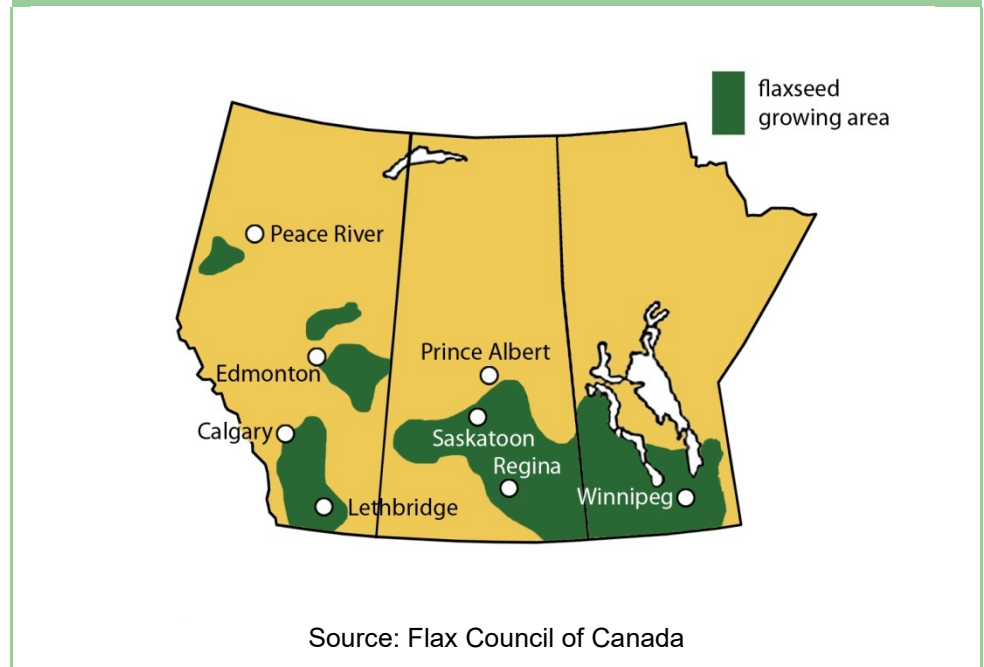 flaxseed
growing area
Peace River
Prince Albert
Edmonton
Calgary
Saskatoon
Regina
Winnipeg
Lethbridge
Source: Flax Council of Canada